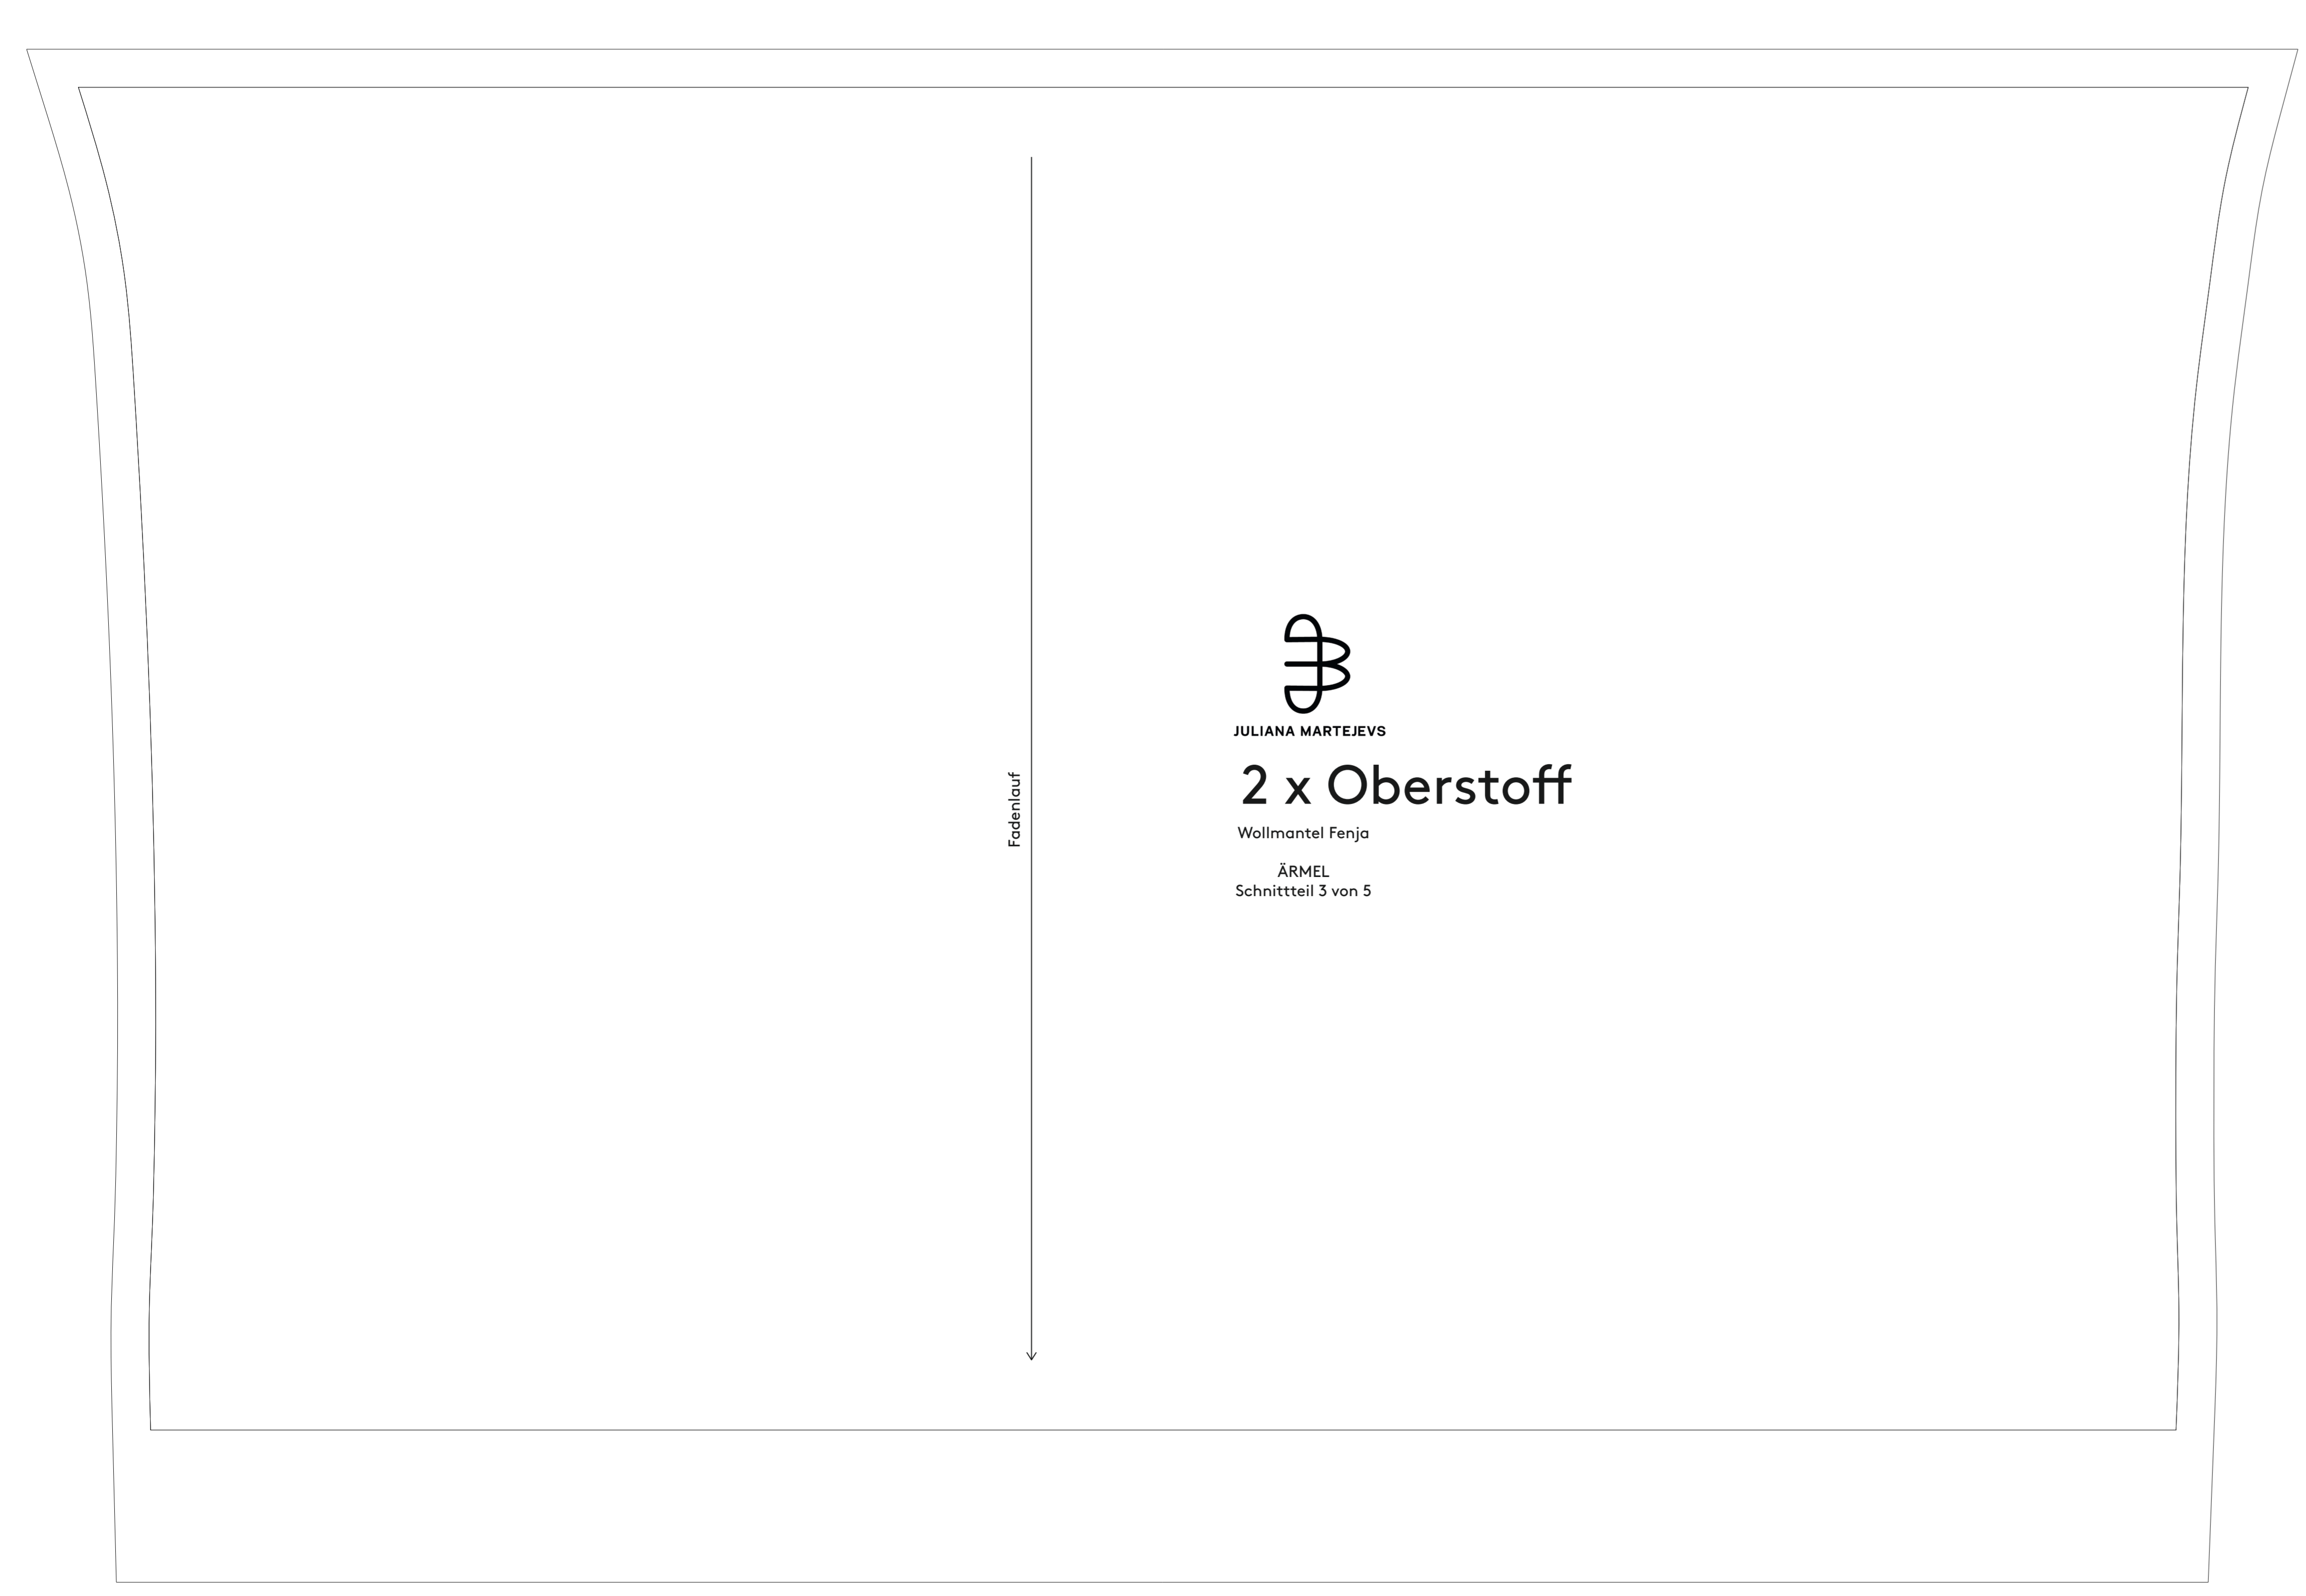 JULIANA MARTEJEVS
2 x Oberstoff
Fadenlauf
Wollmantel Fenja
ÄRMEL
Schnittteil 3 von 5